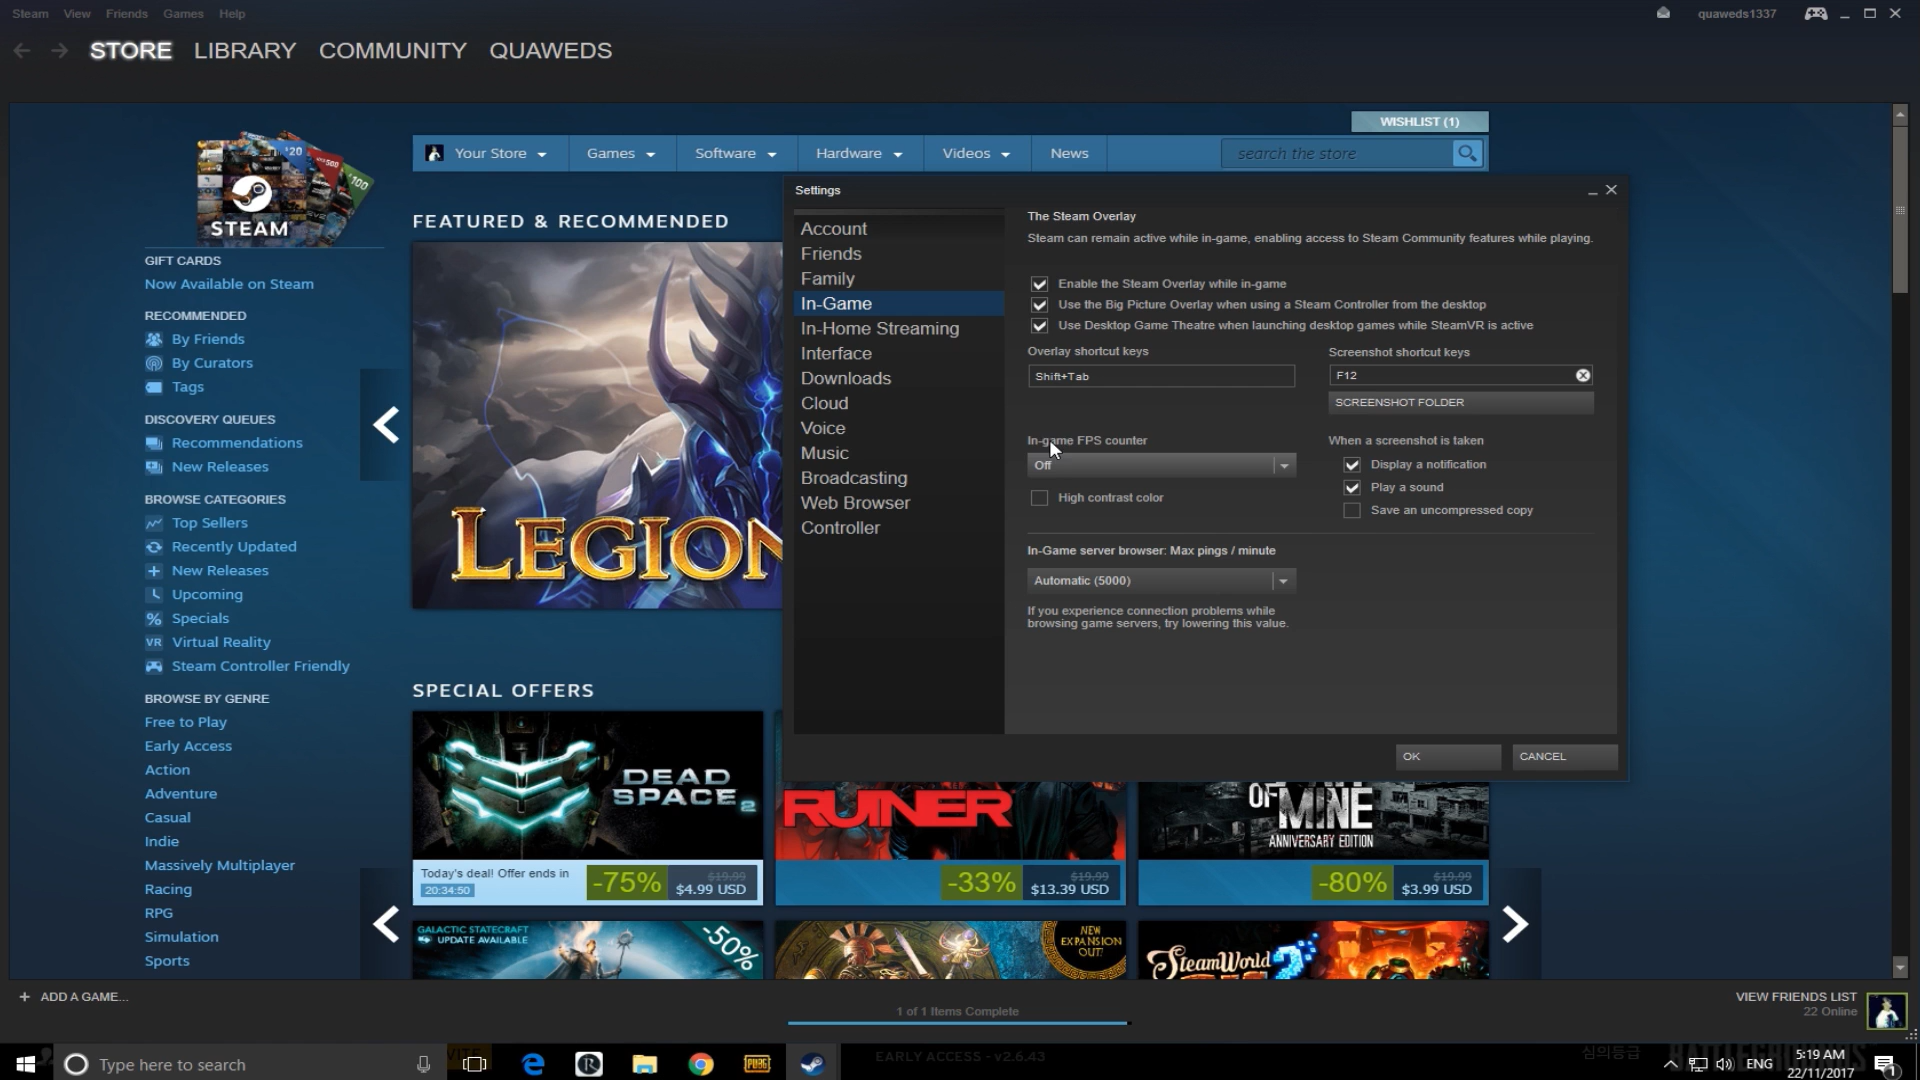 Steam View Friends Games Help
quaweds1337
STORE LIBRARY COMMUNITY QUAWEDS
WISHLIST (1)
Your Store Games Software Hardware Videos News
search the store
$20
$100
STEAM
GIFT CARDS
Now Available on Steam
RECOMMENDED
By Friends
By Curators
Tags
DISCOVERY QUEUES
Recommendations
New Releases
BROWSE CATEGORIES
Top Sellers
Recently Updated
New Releases
Upcoming
Specials
VR Virtual Reality
Steam Controller Friendly
BROWSE BY GENRE
Free to Play
Early Access
Action
Adventure
Casual
Indie
Massively Multiplayer
Racing
RPG
Simulation
Sports
FEATURED & RECOMMENDED
LEGION
Settings
Account
Friends
Family
In-Game
In-Home Streaming
Interface
Downloads
Cloud
Voice
Music
Broadcasting
Web Browser
Controller
The Steam Overlay
Steam can remain active while in-game, enabling access to Steam Community features while playing.
Enable the Steam Overlay while in-game
Use the Big Picture Overlay when using a Steam Controller from the desktop
Use Desktop Game Theatre when launching desktop games while SteamVR is active
Overlay shortcut keys
Shift+Tab
Screenshot shortcut keys
F12
SCREENSHOT FOLDER
In-game FPS counter
Off
High contrast color
When a screenshot is taken
Display a notification
Play a sound
Save an uncompressed copy
In-Game server browser: Max pings / minute
Automatic (5000)
If you experience connection problems while
browsing game servers, try lowering this value.
OK CANCEL
SPECIAL OFFERS
DEAD
SPACE 2
Today's deal! Offer ends in
20:34:50
-75%
$19.99
$4.99 USD
RUINER
-33%
$19.99
$13.39 USD
OF MINE
ANNIVERSARY EDITION
-80%
$19.99
$3.99 USD
GALACTIC STATECRAFT
UPDATE AVAILABLE
-50%
NEW
EXPANSION
OUT!
SteamWorld
2
+ ADD A GAME...
1 of 1 Items Complete
VIEW FRIENDS LIST
22 Online
Type here to search
PUBG
EARLY ACCESS - v2.6.43
심의등급
ENG
5:19 AM
22/11/2017
1